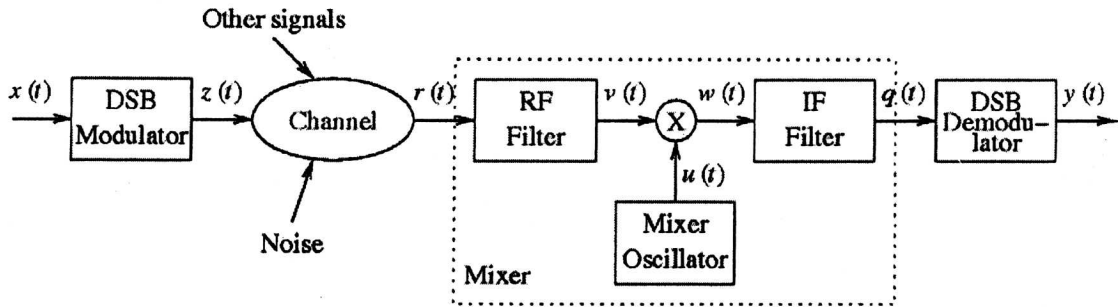 Other signals
x(t)
DSB
Modulator
z(t)
Channel
r(t)
RF
Filter
v(t)
X
w(t)
IF
Filter
q(t)
DSB
Demodu-
lator
y(t)
u(t)
Noise
Mixer
Oscillator
Mixer